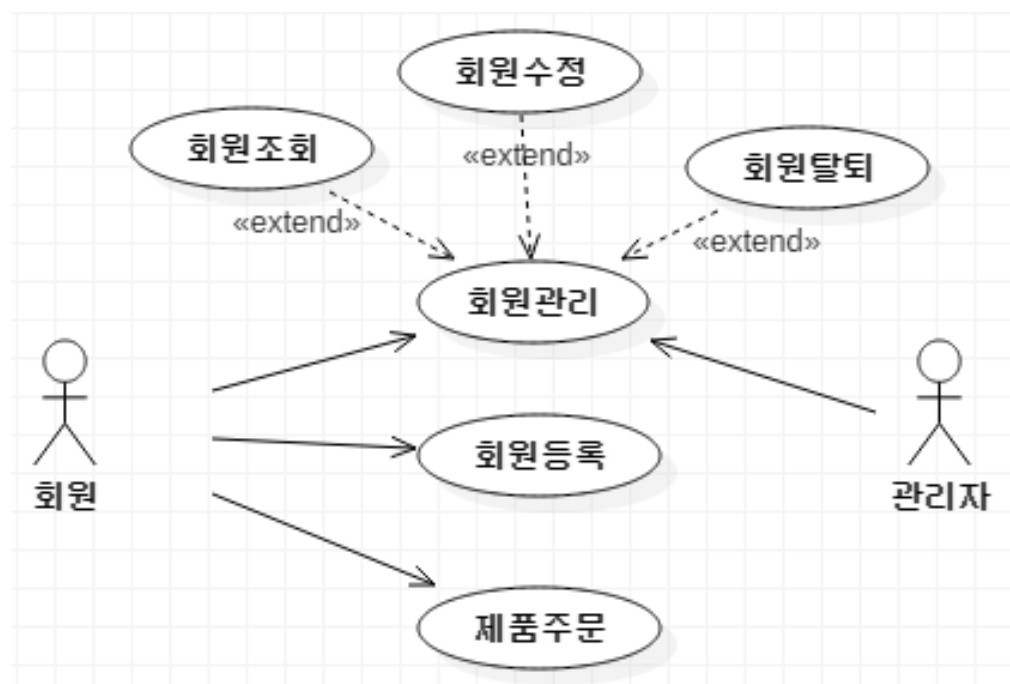 회원수정
회원조회
«extend»
회원탈퇴
«extend»
«extend»
회원관리
회원등록
회원
관리자
제품주문